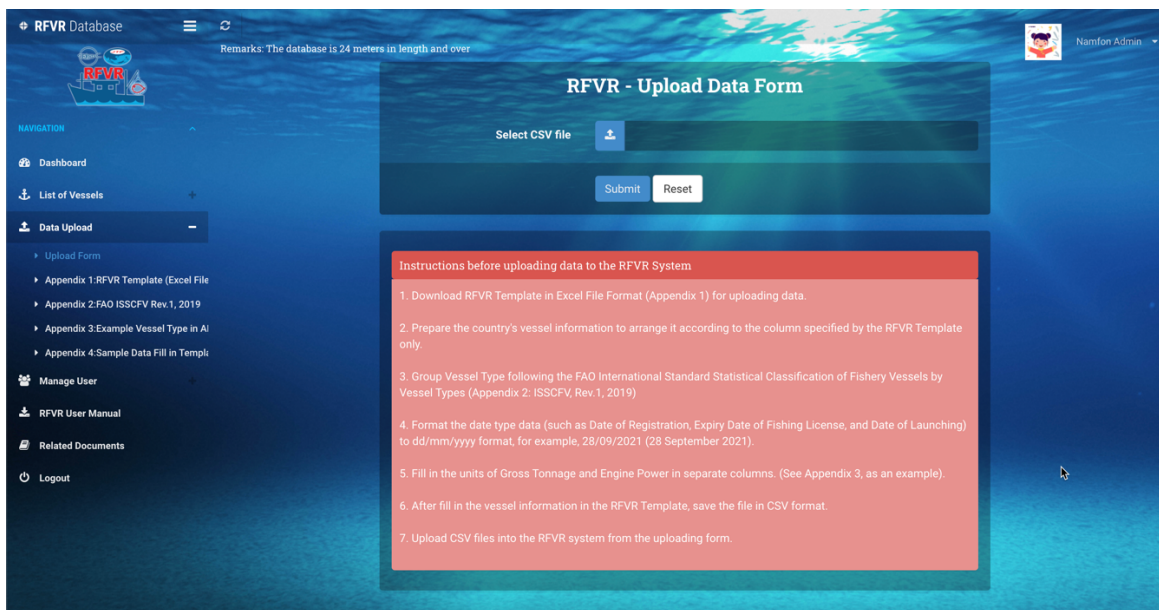 RFVR Database
Remarks: The database is 24 meters in length and over
Namfon Admin
RFVR
NAVIGATION
Dashboard
List of Vessels
Data Upload
Upload Form
Appendix 1:RFVR Template (Excel File
Appendix 2:FAO ISSCFV Rev.1, 2019
Appendix 3:Example Vessel Type in Al
Appendix 4:Sample Data Fill in Templa
Manage User
RFVR User Manual
Related Documents
Logout
RFVR - Upload Data Form
Select CSV file
Submit
Reset
Instructions before uploading data to the RFVR System
1. Download RFVR Template in Excel File Format (Appendix 1) for uploading data.
2. Prepare the country's vessel information to arrange it according to the column specified by the RFVR Template
only.
3. Group Vessel Type following the FAO International Standard Statistical Classification of Fishery Vessels by
Vessel Types (Appendix 2: ISSCFV, Rev.1, 2019)
4. Format the date type data (such as Date of Registration, Expiry Date of Fishing License, and Date of Launching)
to dd/mm/yyyy format, for example, 28/09/2021 (28 September 2021).
5. Fill in the units of Gross Tonnage and Engine Power in separate columns. (See Appendix 3, as an example).
6. After fill in the vessel information in the RFVR Template, save the file in CSV format.
7. Upload CSV files into the RFVR system from the uploading form.